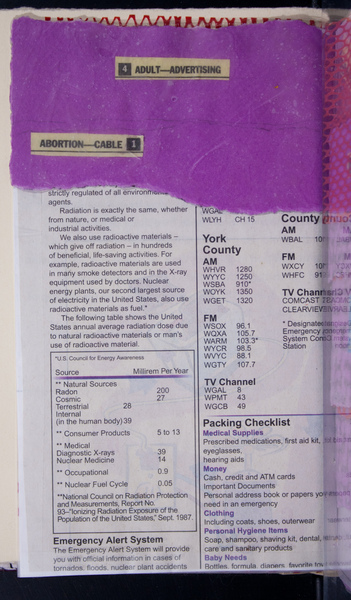 4 ADULT—ADVERTISING
ABORTION—CABLE 1
strictly regulated of all
agents.
Radiation is exactly the same, whether
from nature, or medical or
industrial activities.
We also use radioactive materials –
which give off radiation – in hundreds
of beneficial, life-saving activities. For
example, radioactive materials are used
in many smoke detectors and in the X-ray
equipment used by doctors. Nuclear
energy plants, our second largest source
of electricity in the United States, also use
radioactive materials as fuel.*
The following table shows the United
States annual average radiation dose due
to natural radioactive materials or man's
use of radioactive material.
*U.S. Council for Energy Awareness
Source Millirem Per Year
** Natural Sources
Radon 200
Cosmic 27
Terrestrial 28
Internal
(in the human body) 39
** Consumer Products 5 to 13
** Medical
Diagnostic X-rays 39
Nuclear Medicine 14
** Occupational 0.9
** Nuclear Fuel Cycle 0.05
**National Council on Radiation Protection
and Measurements, Report No.
93-"Ionizing Radiation Exposure of the
Population of the United States," Sept. 1987.
Emergency Alert System
The Emergency Alert System will provide
you with official information in cases of
tornados, floods, nuclear plant accidents
WGAL
WLYH CH 15
York
County
AM
WHVR 1280
WYYC 1250
WSBA 910*
WOYK 1350
WGET 1320
FM
WSOX 96.1
WQXA 105.7
WARM 103.3*
WYCR 98.5
WVYC 88.1
WGTY 107.7
TV Channel
WGAL 8
WPMT 43
WGCB 49
County
AM
WBAL
FM
WXCY
WHFC
TV Channel
COMCAST
CLEARVIEW
* Designates
Emergency
System
Station
Packing Checklist
Medical Supplies
Prescribed medications, first aid kit,
eyeglasses,
hearing aids
Money
Cash, credit and ATM cards
Important Documents
Personal address book or papers you
need in an emergency
Clothing
Including coats, shoes, outerwear
Personal Hygiene Items
Soap, shampoo, shaving kit, dental,
care and sanitary products
Baby Needs
Bottles, formula, diapers, favorite